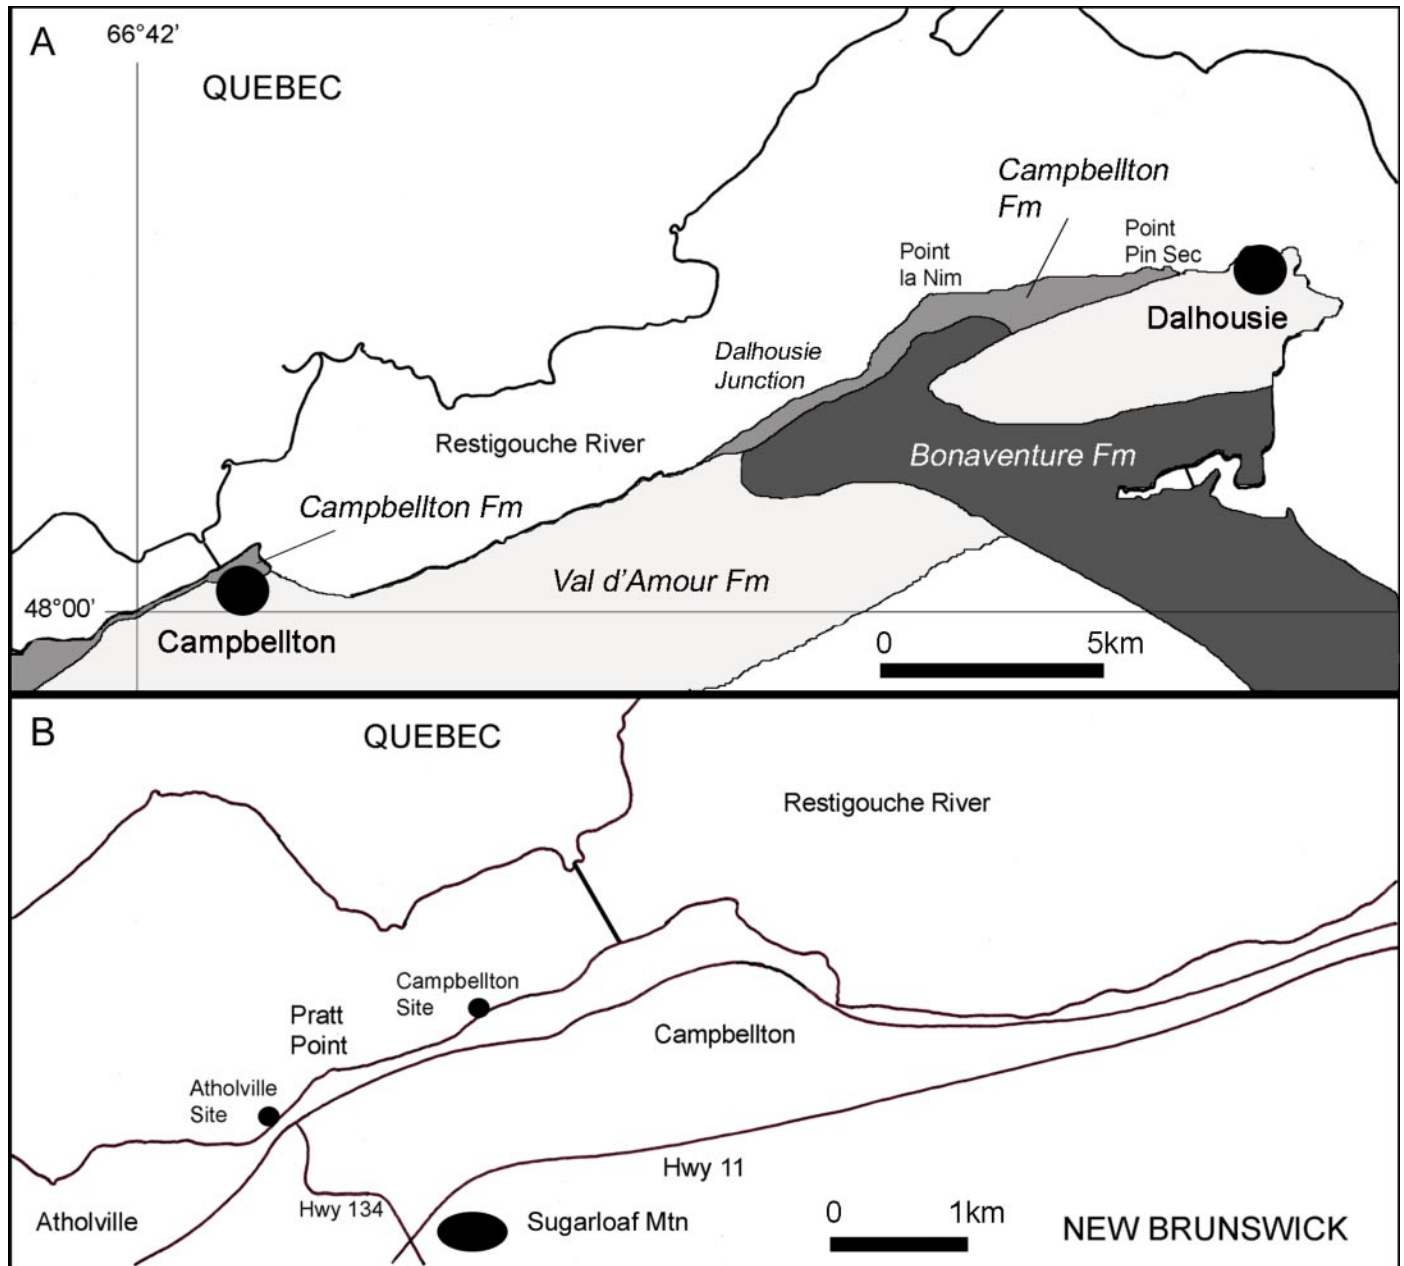 A
66°42’
QUEBEC
Campbellton
Fm
Point
la Nim
Point
Pin Sec
Dalhousie
Dalhousie
Junction
Restigouche River
Bonaventure Fm
Campbellton Fm
Val d’Amour Fm
48°00’
Campbellton
0 5km
B
QUEBEC
Restigouche River
Campbellton
Site
Pratt
Point
Campbellton
Atholville
Site
Hwy 11
Hwy 134
Atholville
Sugarloaf Mtn
0 1km
NEW BRUNSWICK